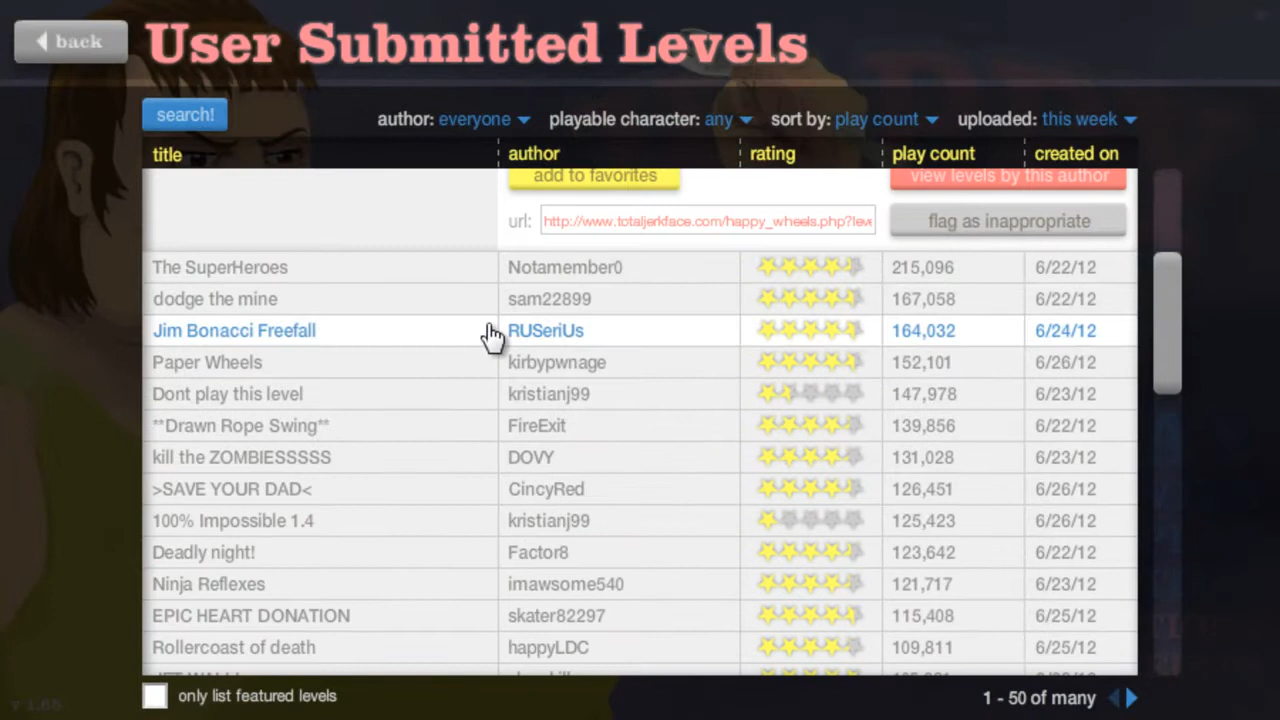 back
User Submitted Levels
search!
author: everyone playable character: any sort by: play count uploaded: this week
title author rating play count created on
add to favorites view levels by this author
url: http://www.totaljerkface.com/happy_wheels.php?leve flag as inappropriate
The SuperHeroes Notamember0 215,096 6/22/12
dodge the mine sam22899 167,058 6/22/12
Jim Bonacci Freefall RUSeriUs 164,032 6/24/12
Paper Wheels kirbypwnage 152,101 6/26/12
Dont play this level kristianj99 147,978 6/23/12
**Drawn Rope Swing** FireExit 139,856 6/22/12
kill the ZOMBIESSSSS DOVY 131,028 6/23/12
>SAVE YOUR DAD< CincyRed 126,451 6/26/12
100% Impossible 1.4 kristianj99 125,423 6/26/12
Deadly night! Factor8 123,642 6/22/12
Ninja Reflexes imawsome540 121,717 6/23/12
EPIC HEART DONATION skater82297 115,408 6/25/12
Rollercoast of death happyLDC 109,811 6/25/12
only list featured levels 1 - 50 of many